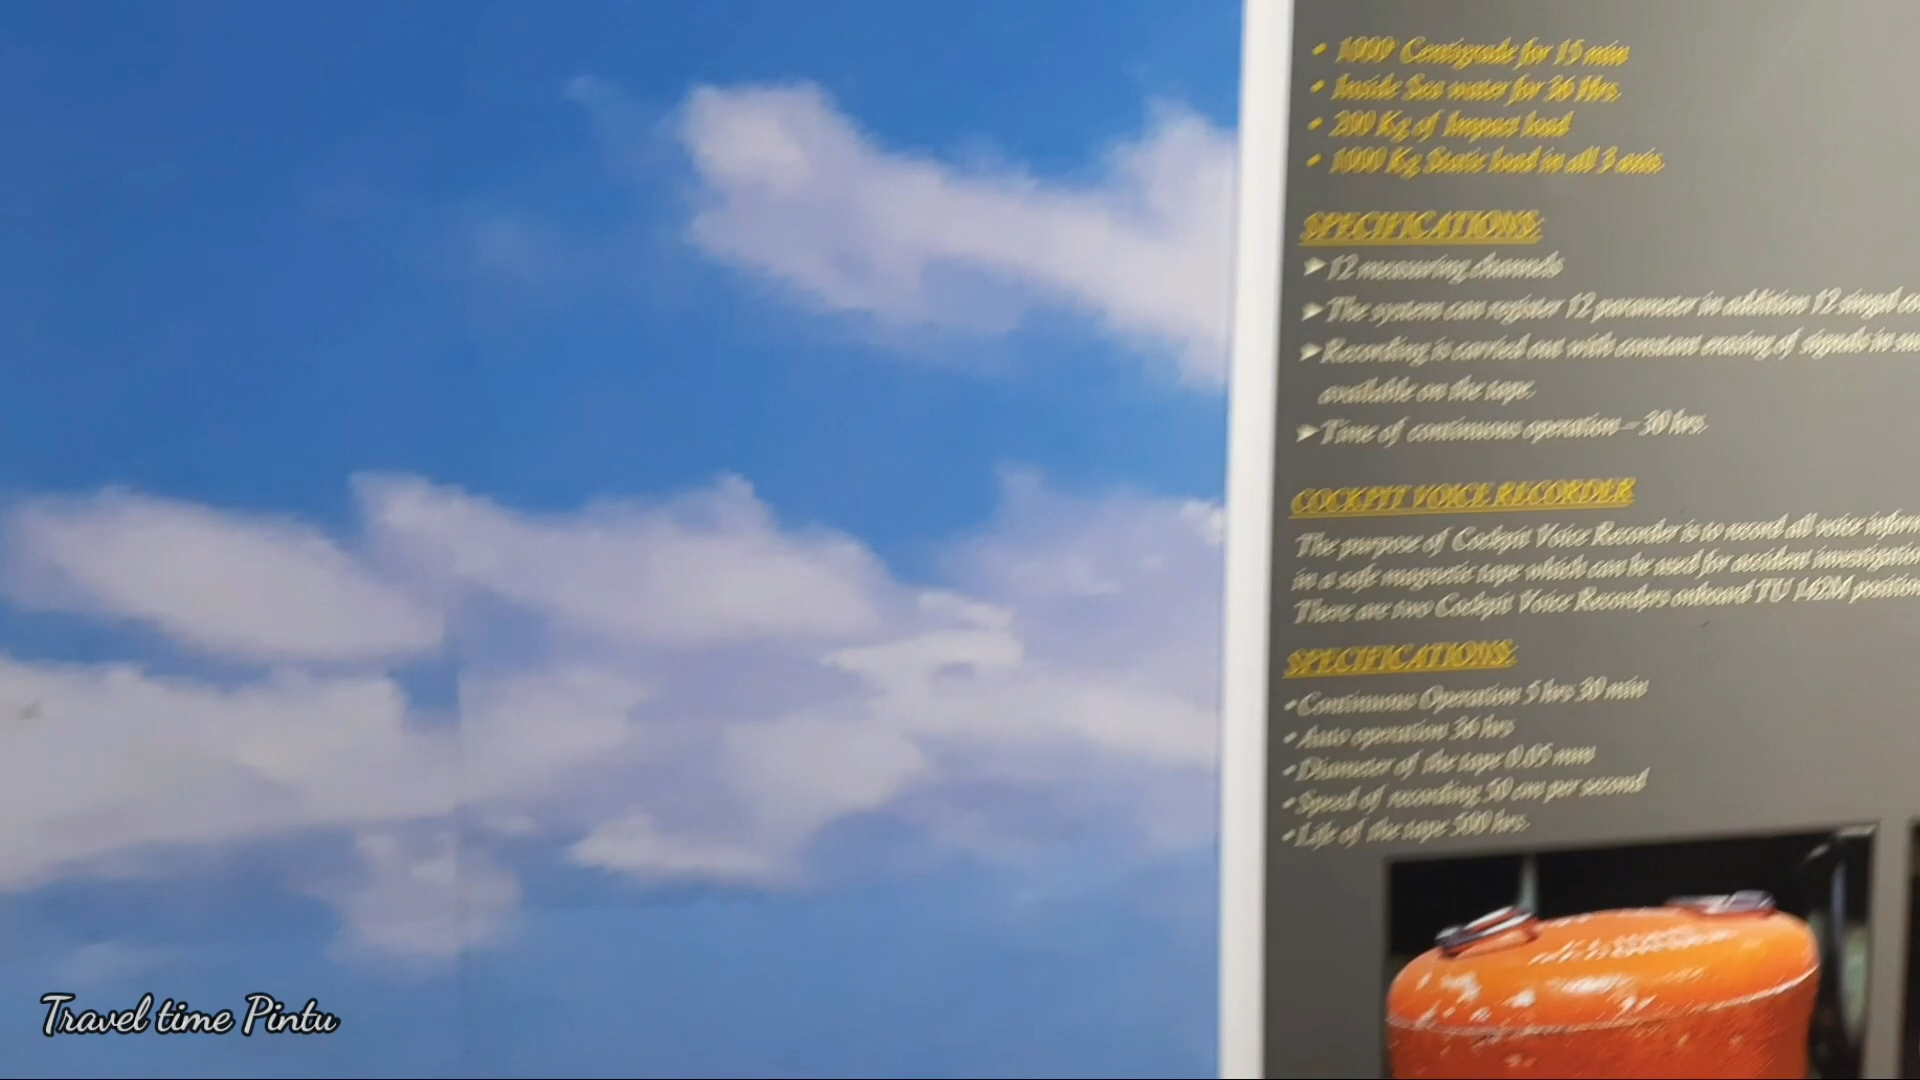 • 1000° Centigrade for 15 min
• Inside Sea water for 36 Hrs.
• 200 Kg of Impact load
• 1000 Kg Static load in all 3 axis.
SPECIFICATIONS:
➤12 measuring channels
➤The system can register 12 parameter in addition 12 singal
➤Recording is carried out with constant erasing of signals in
available on the tape.
➤Time of continuous operation – 30 hrs.
COCKPIT VOICE RECORDER
The purpose of Cockpit Voice Recorder is to record all voice
in a safe magnetic tape which can be used for accident
There are two Cockpit Voice Recorders onboard TU 142M
SPECIFICATIONS:
•Continuous Operation 5 hrs 30 min
•Auto operation 36 hrs
•Diameter of the tape 0.05 mm
•Speed of recording 50 cm per second
•Life of the tape 500 hrs.
Travel time Pintu